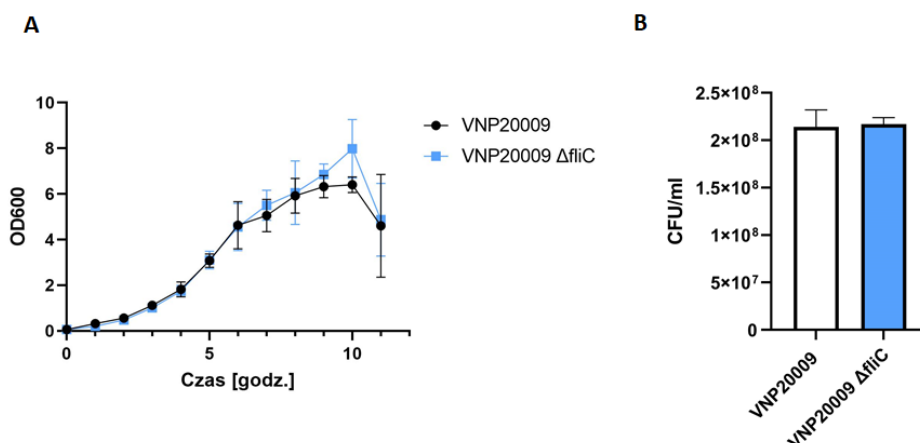 A
B
10
8
6
4
2
0
OD600
0
5
10
Czas [godz.]
VNP20009
VNP20009 ΔfliC
2.5×10⁸
2×10⁸
1.5×10⁸
1×10⁸
5×10⁷
0
CFU/ml
VNP20009
VNP20009 ΔfliC